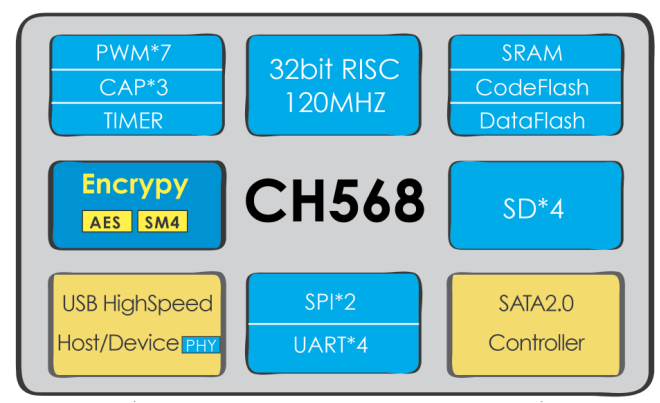 PWM*7
CAP*3
TIMER
32bit RISC
120MHZ
SRAM
CodeFlash
DataFlash
Encrypy
AES SM4
CH568
SD*4
USB HighSpeed
Host/Device PHY
SPI*2
UART*4
SATA2.0
Controller